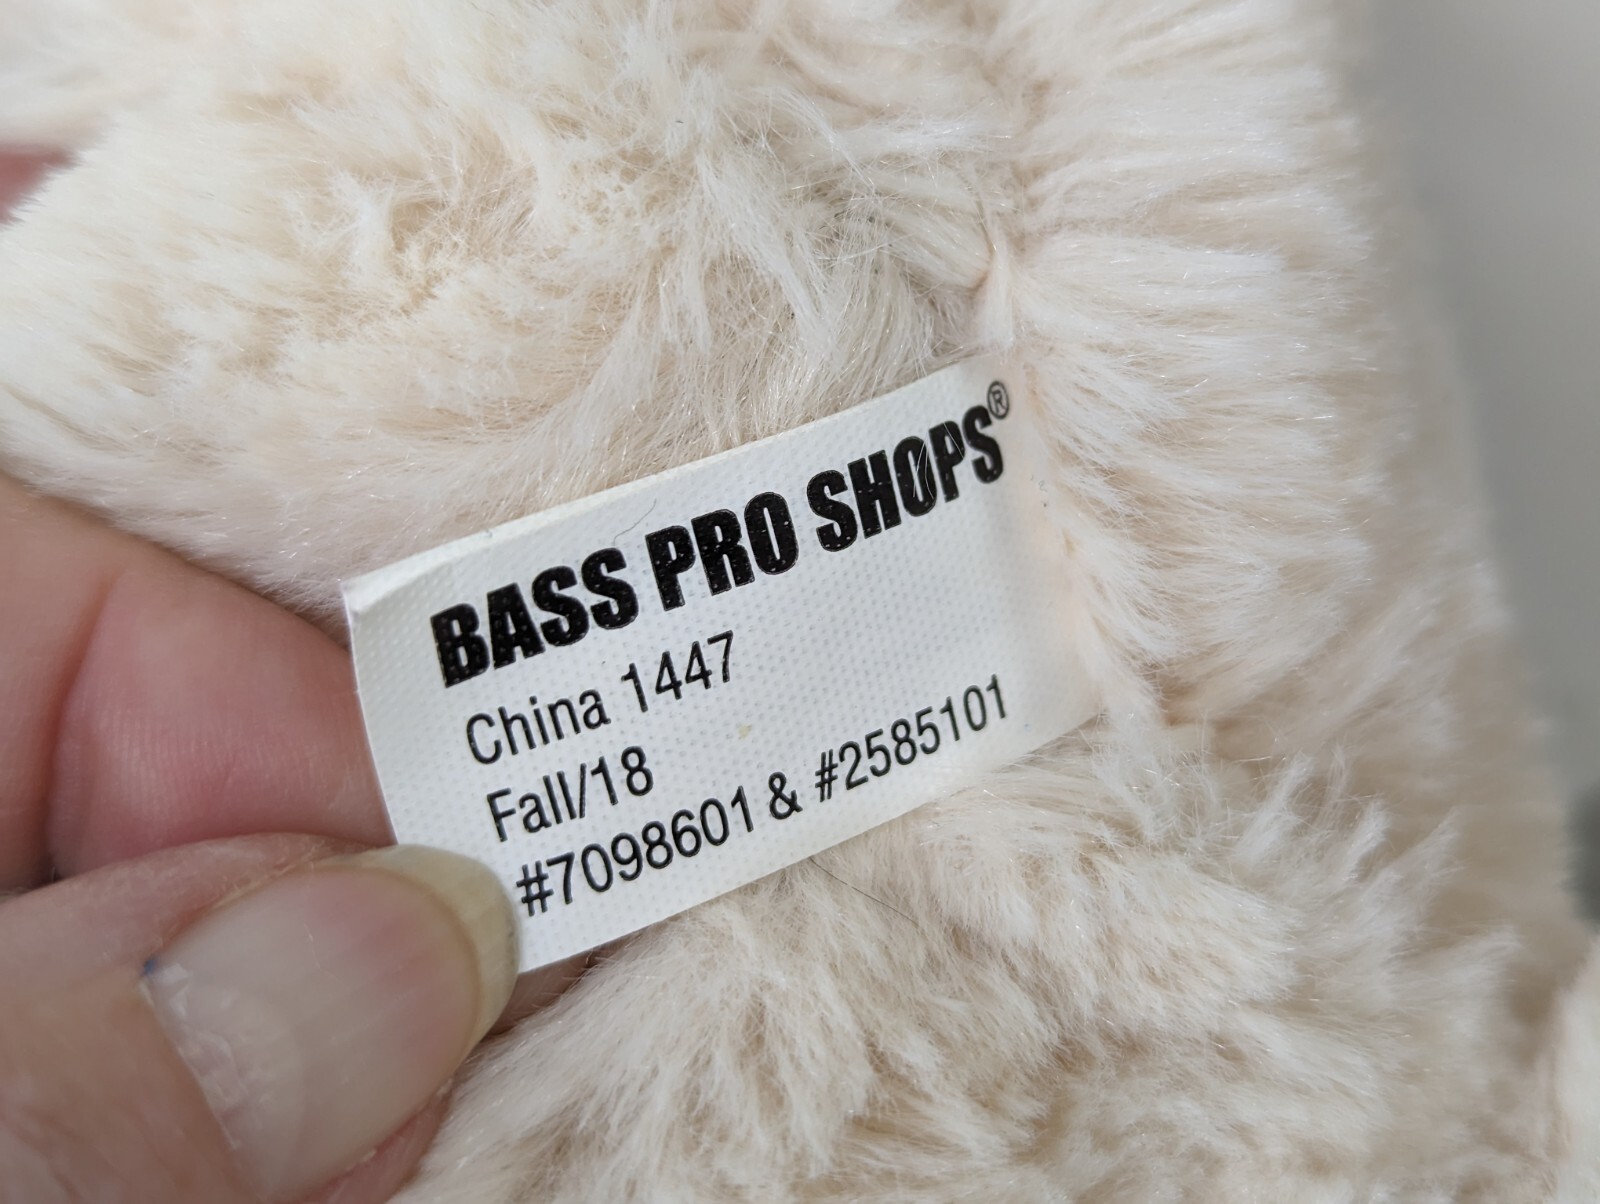 BASS PRO SHOPS®
China 1447
Fall/18
#7098601 & #2585101